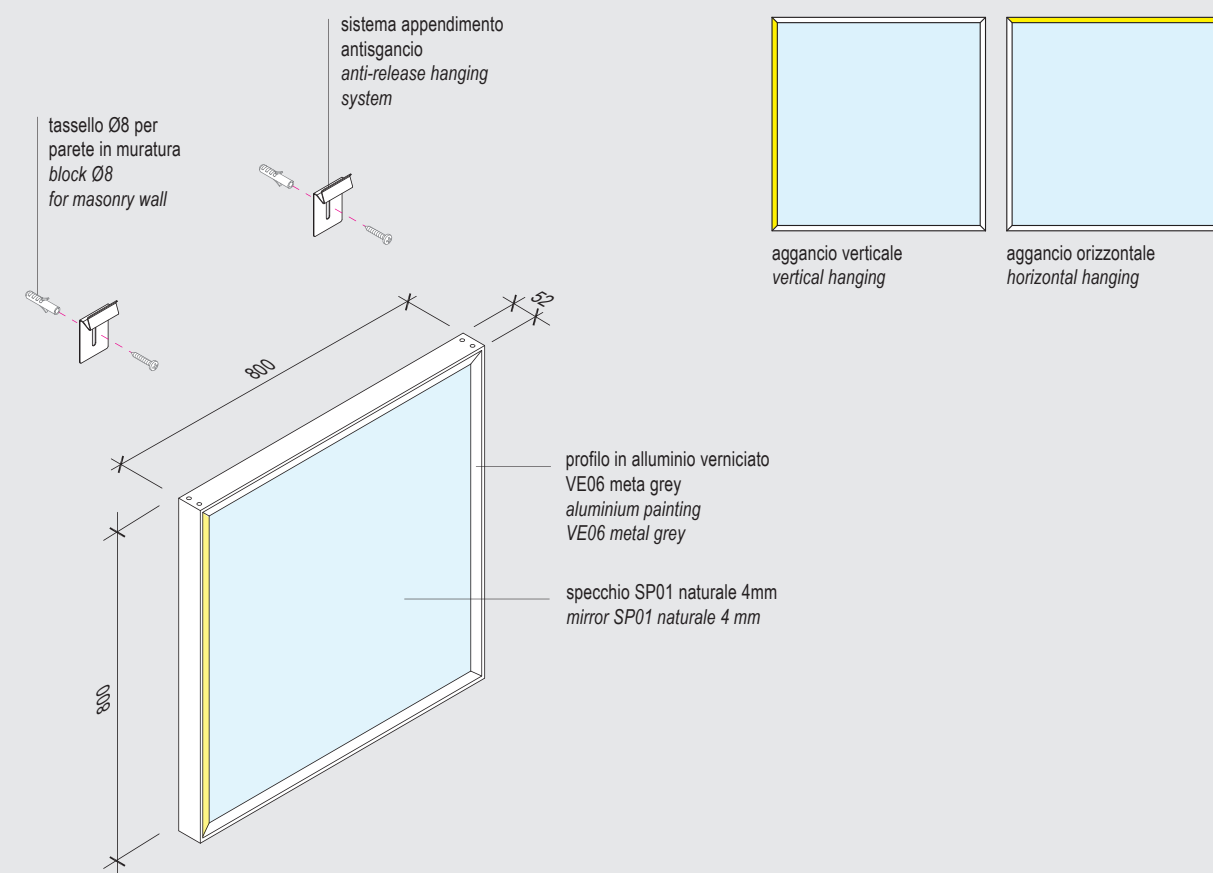 sistema appendimento
antisgancio
anti-release hanging
system
tassello Ø8 per
parete in muratura
block Ø8
for masonry wall
aggancio verticale
vertical hanging
aggancio orizzontale
horizontal hanging
52
800
profilo in alluminio verniciato
VE06 meta grey
aluminium painting
VE06 metal grey
specchio SP01 naturale 4mm
mirror SP01 naturale 4 mm
800